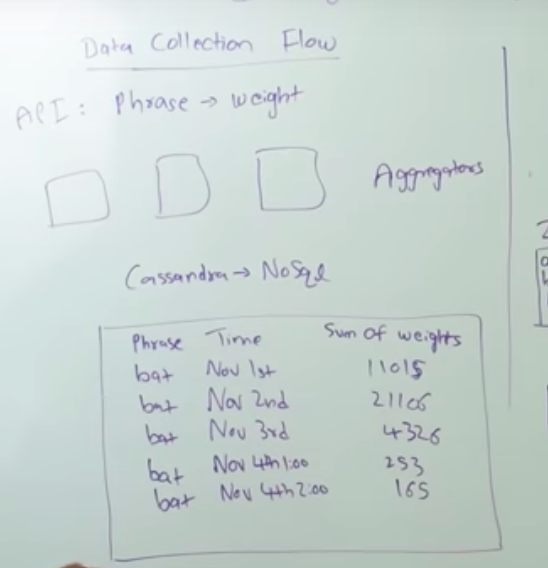 Data Collection Flow
API: Phrase → weight
Aggregators
Cassandra → NoSql
Phrase Time Sum of weights
bat Nov 1st 11015
bat Nov 2nd 21106
bat Nov 3rd 4326
bat Nov 4th 1:00 253
bat Nov 4th 2:00 165